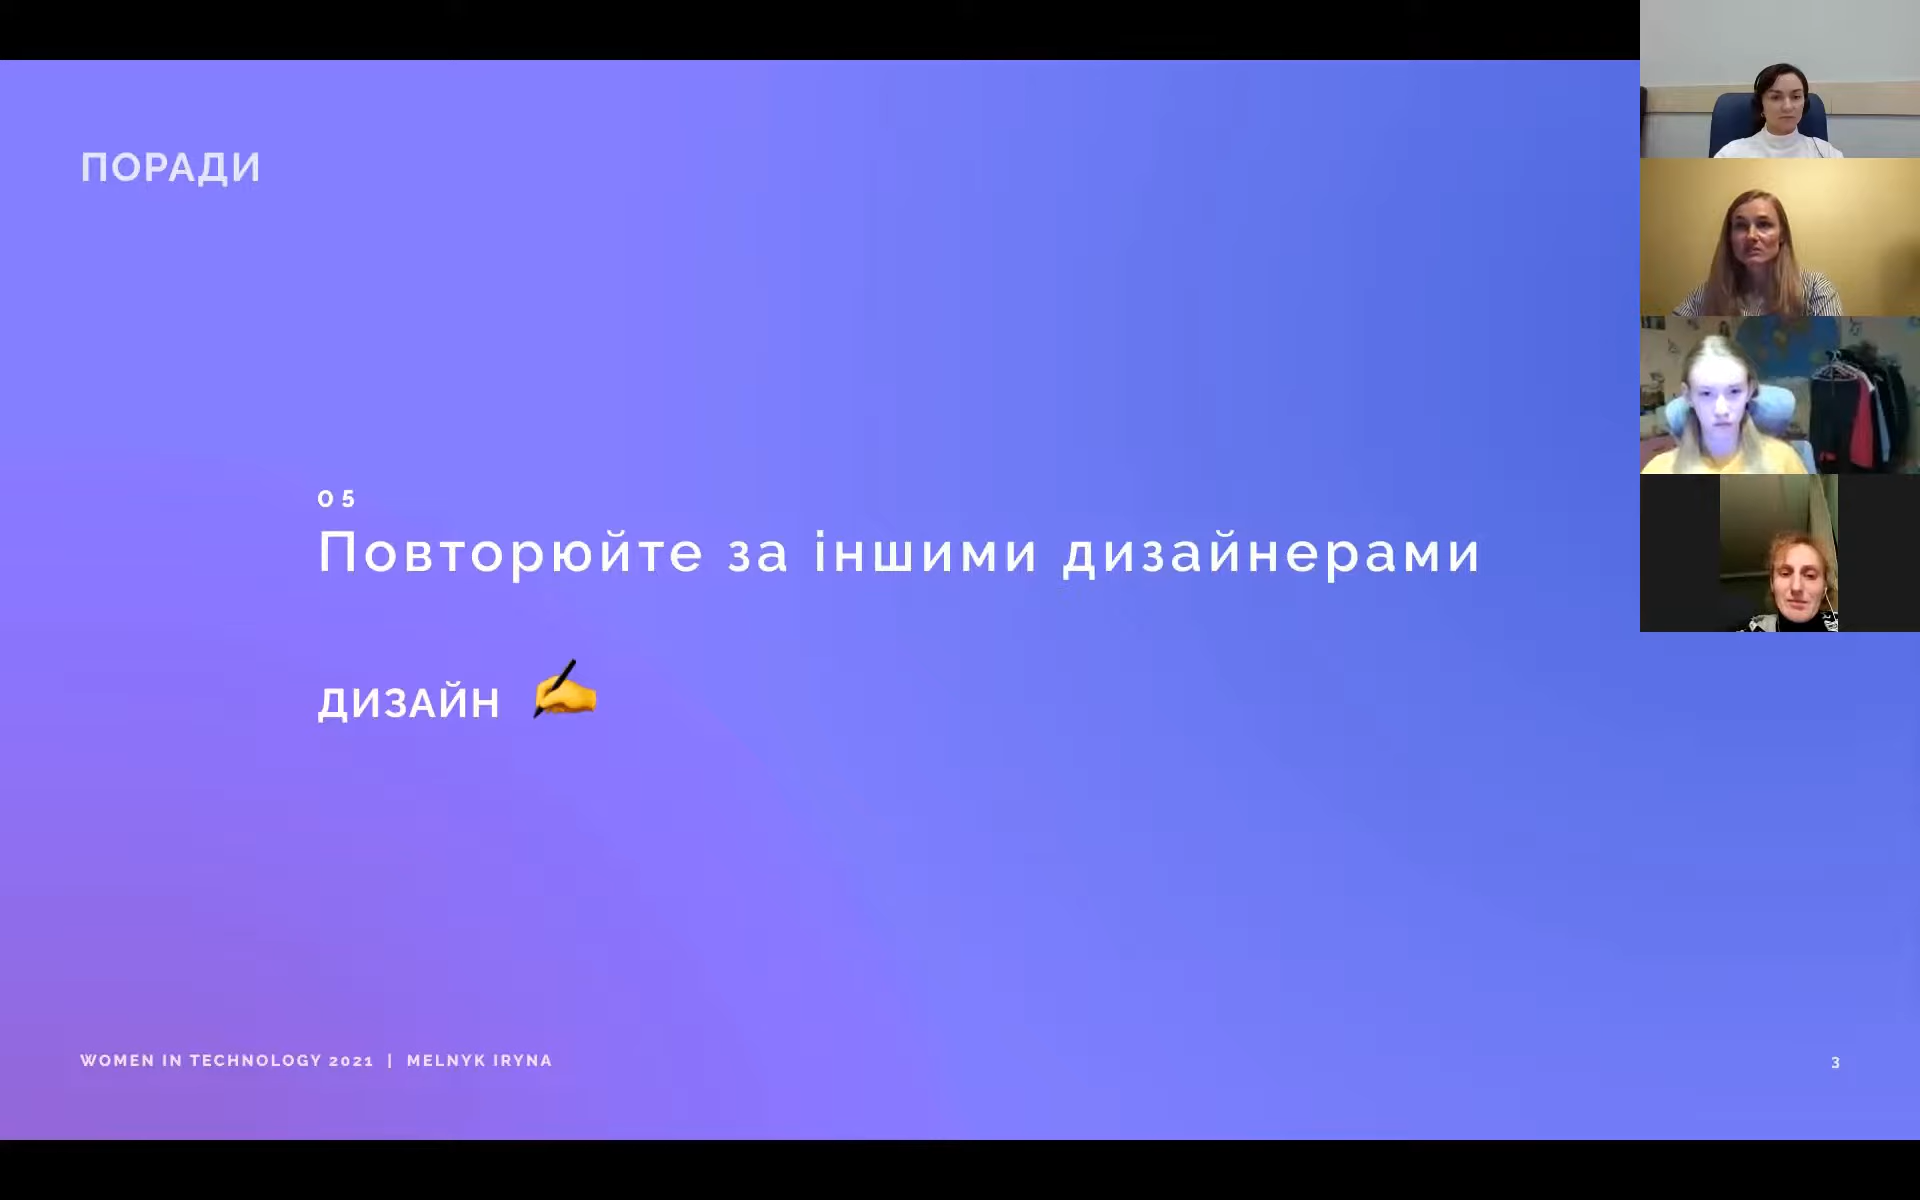 ПОРАДИ
05
Повторюйте за іншими дизайнерами
ДИЗАЙН
WOMEN IN TECHNOLOGY 2021 | MELNYK IRYNA
3